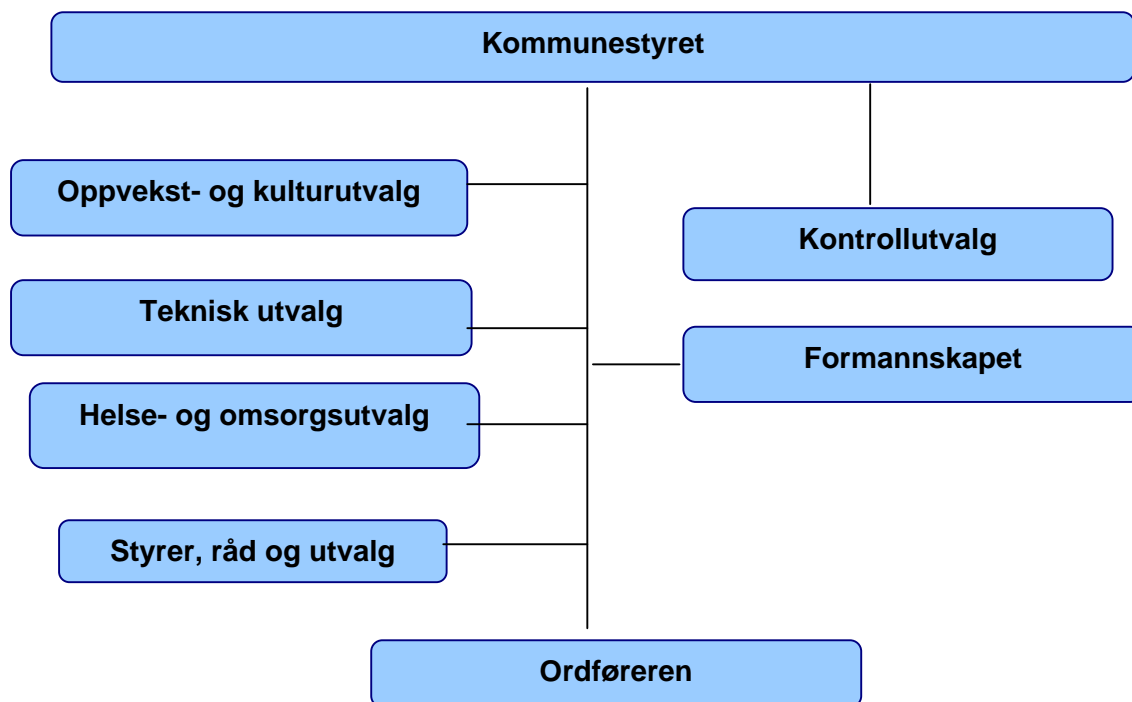 Kommunestyret
Oppvekst- og kulturutvalg
Kontrollutvalg
Teknisk utvalg
Formannskapet
Helse- og omsorgsutvalg
Styrer, råd og utvalg
Ordføreren